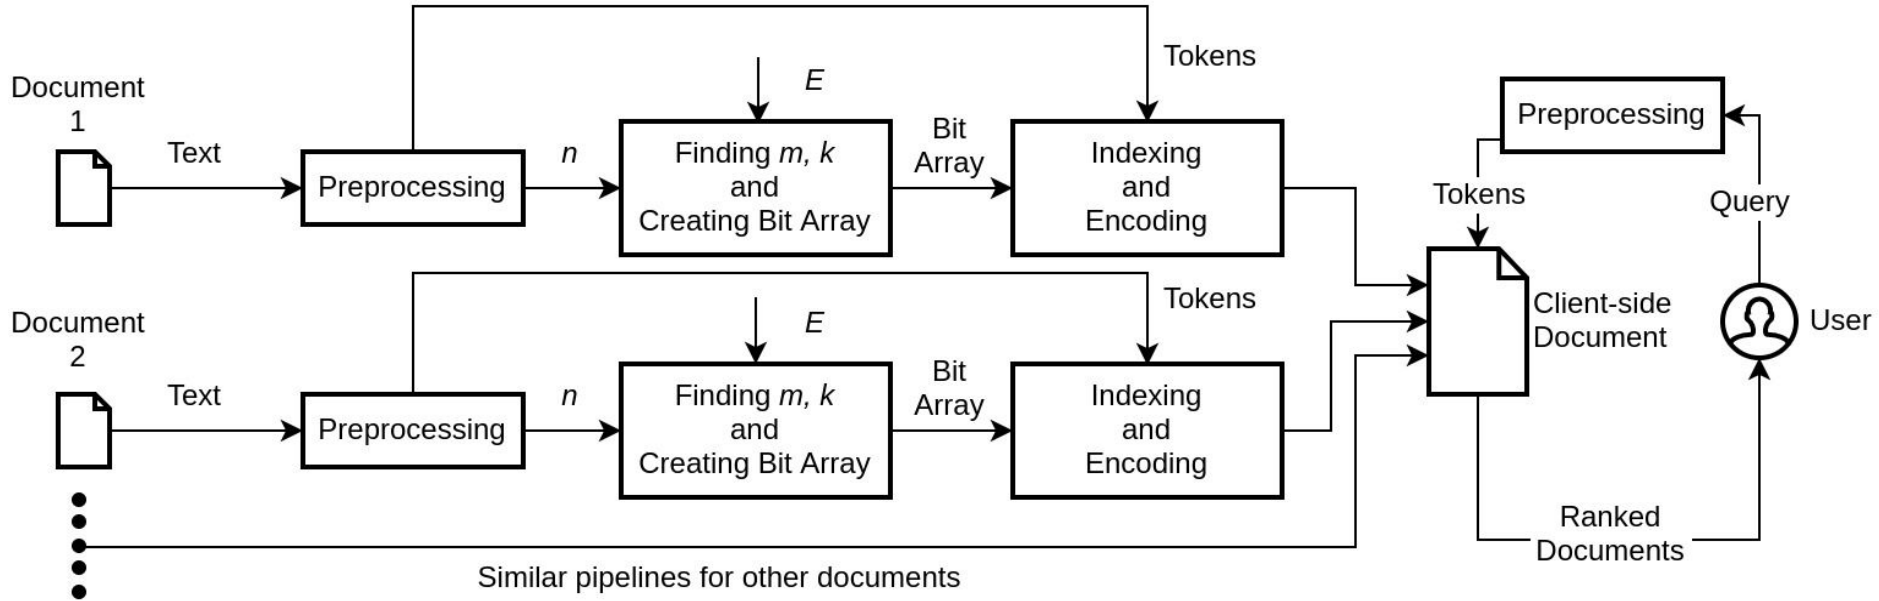 Document
1
Text
Preprocessing
n
E
Finding m, k
and
Creating Bit Array
Bit
Array
Tokens
Indexing
and
Encoding
Document
2
Text
Preprocessing
n
E
Finding m, k
and
Creating Bit Array
Bit
Array
Tokens
Indexing
and
Encoding
Similar pipelines for other documents
Preprocessing
Tokens
Query
Client-side
Document
User
Ranked
Documents